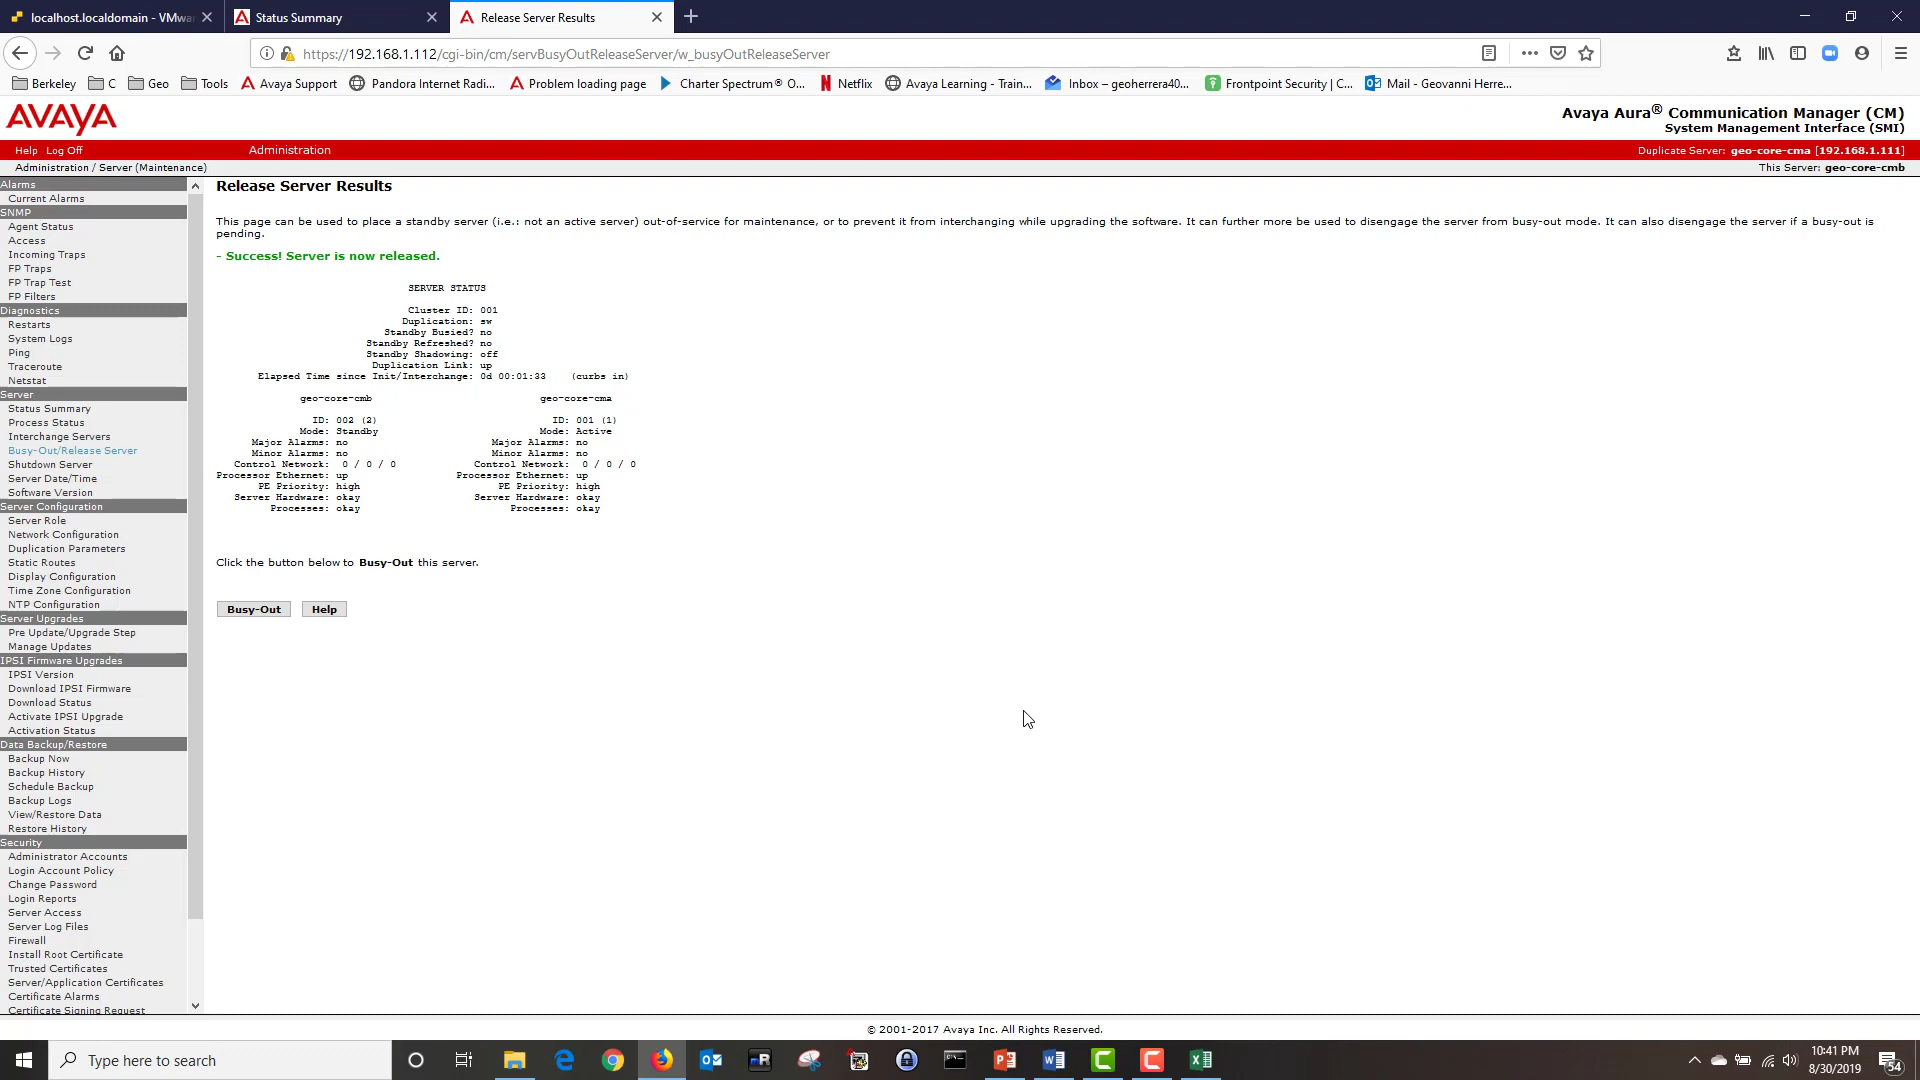 localhost.localdomain - VMwa
Status Summary
Release Server Results
https://192.168.1.112/cgi-bin/cm/servBusyOutReleaseServer/w_busyOutReleaseServer
Berkeley C Geo Tools Avaya Support Pandora Internet Radi... Problem loading page Charter Spectrum® O... Netflix Avaya Learning - Train... Inbox – geoherrera40... Frontpoint Security | C... Mail - Geovanni Herre...
AVAYA
Avaya Aura® Communication Manager (CM)
System Management Interface (SMI)
Help Log Off Administration Duplicate Server: geo-core-cma [192.168.1.111]
Administration / Server (Maintenance) This Server: geo-core-cmb
Alarms
Current Alarms
SNMP
Agent Status
Access
Incoming Traps
FP Traps
FP Trap Test
FP Filters
Diagnostics
Restarts
System Logs
Ping
Traceroute
Netstat
Server
Status Summary
Process Status
Interchange Servers
Busy-Out/Release Server
Shutdown Server
Server Date/Time
Software Version
Server Configuration
Server Role
Network Configuration
Duplication Parameters
Static Routes
Display Configuration
Time Zone Configuration
NTP Configuration
Server Upgrades
Pre Update/Upgrade Step
Manage Updates
IPSI Firmware Upgrades
IPSI Version
Download IPSI Firmware
Download Status
Activate IPSI Upgrade
Activation Status
Data Backup/Restore
Backup Now
Backup History
Schedule Backup
Backup Logs
View/Restore Data
Restore History
Security
Administrator Accounts
Login Account Policy
Change Password
Login Reports
Server Access
Server Log Files
Firewall
Install Root Certificate
Trusted Certificates
Server/Application Certificates
Certificate Alarms
Certificate Signing Request
Release Server Results
This page can be used to place a standby server (i.e.: not an active server) out-of-service for maintenance, or to prevent it from interchanging while upgrading the software. It can further more be used to disengage the server from busy-out mode. It can also disengage the server if a busy-out is
pending.
- Success! Server is now released.
SERVER STATUS
Cluster ID: 001
Duplication: sw
Standby Busied? no
Standby Refreshed? no
Standby Shadowing: off
Duplication Link: up
Elapsed Time since Init/Interchange: 0d 00:01:33 (curbs in)
geo-core-cmb geo-core-cma
ID: 002 (2) ID: 001 (1)
Mode: Standby Mode: Active
Major Alarms: no Major Alarms: no
Minor Alarms: no Minor Alarms: no
Control Network: 0 / 0 / 0 Control Network: 0 / 0 / 0
Processor Ethernet: up Processor Ethernet: up
PE Priority: high PE Priority: high
Server Hardware: okay Server Hardware: okay
Processes: okay Processes: okay
Click the button below to Busy-Out this server.
Busy-Out Help
© 2001-2017 Avaya Inc. All Rights Reserved.
Type here to search
10:41 PM
8/30/2019
54